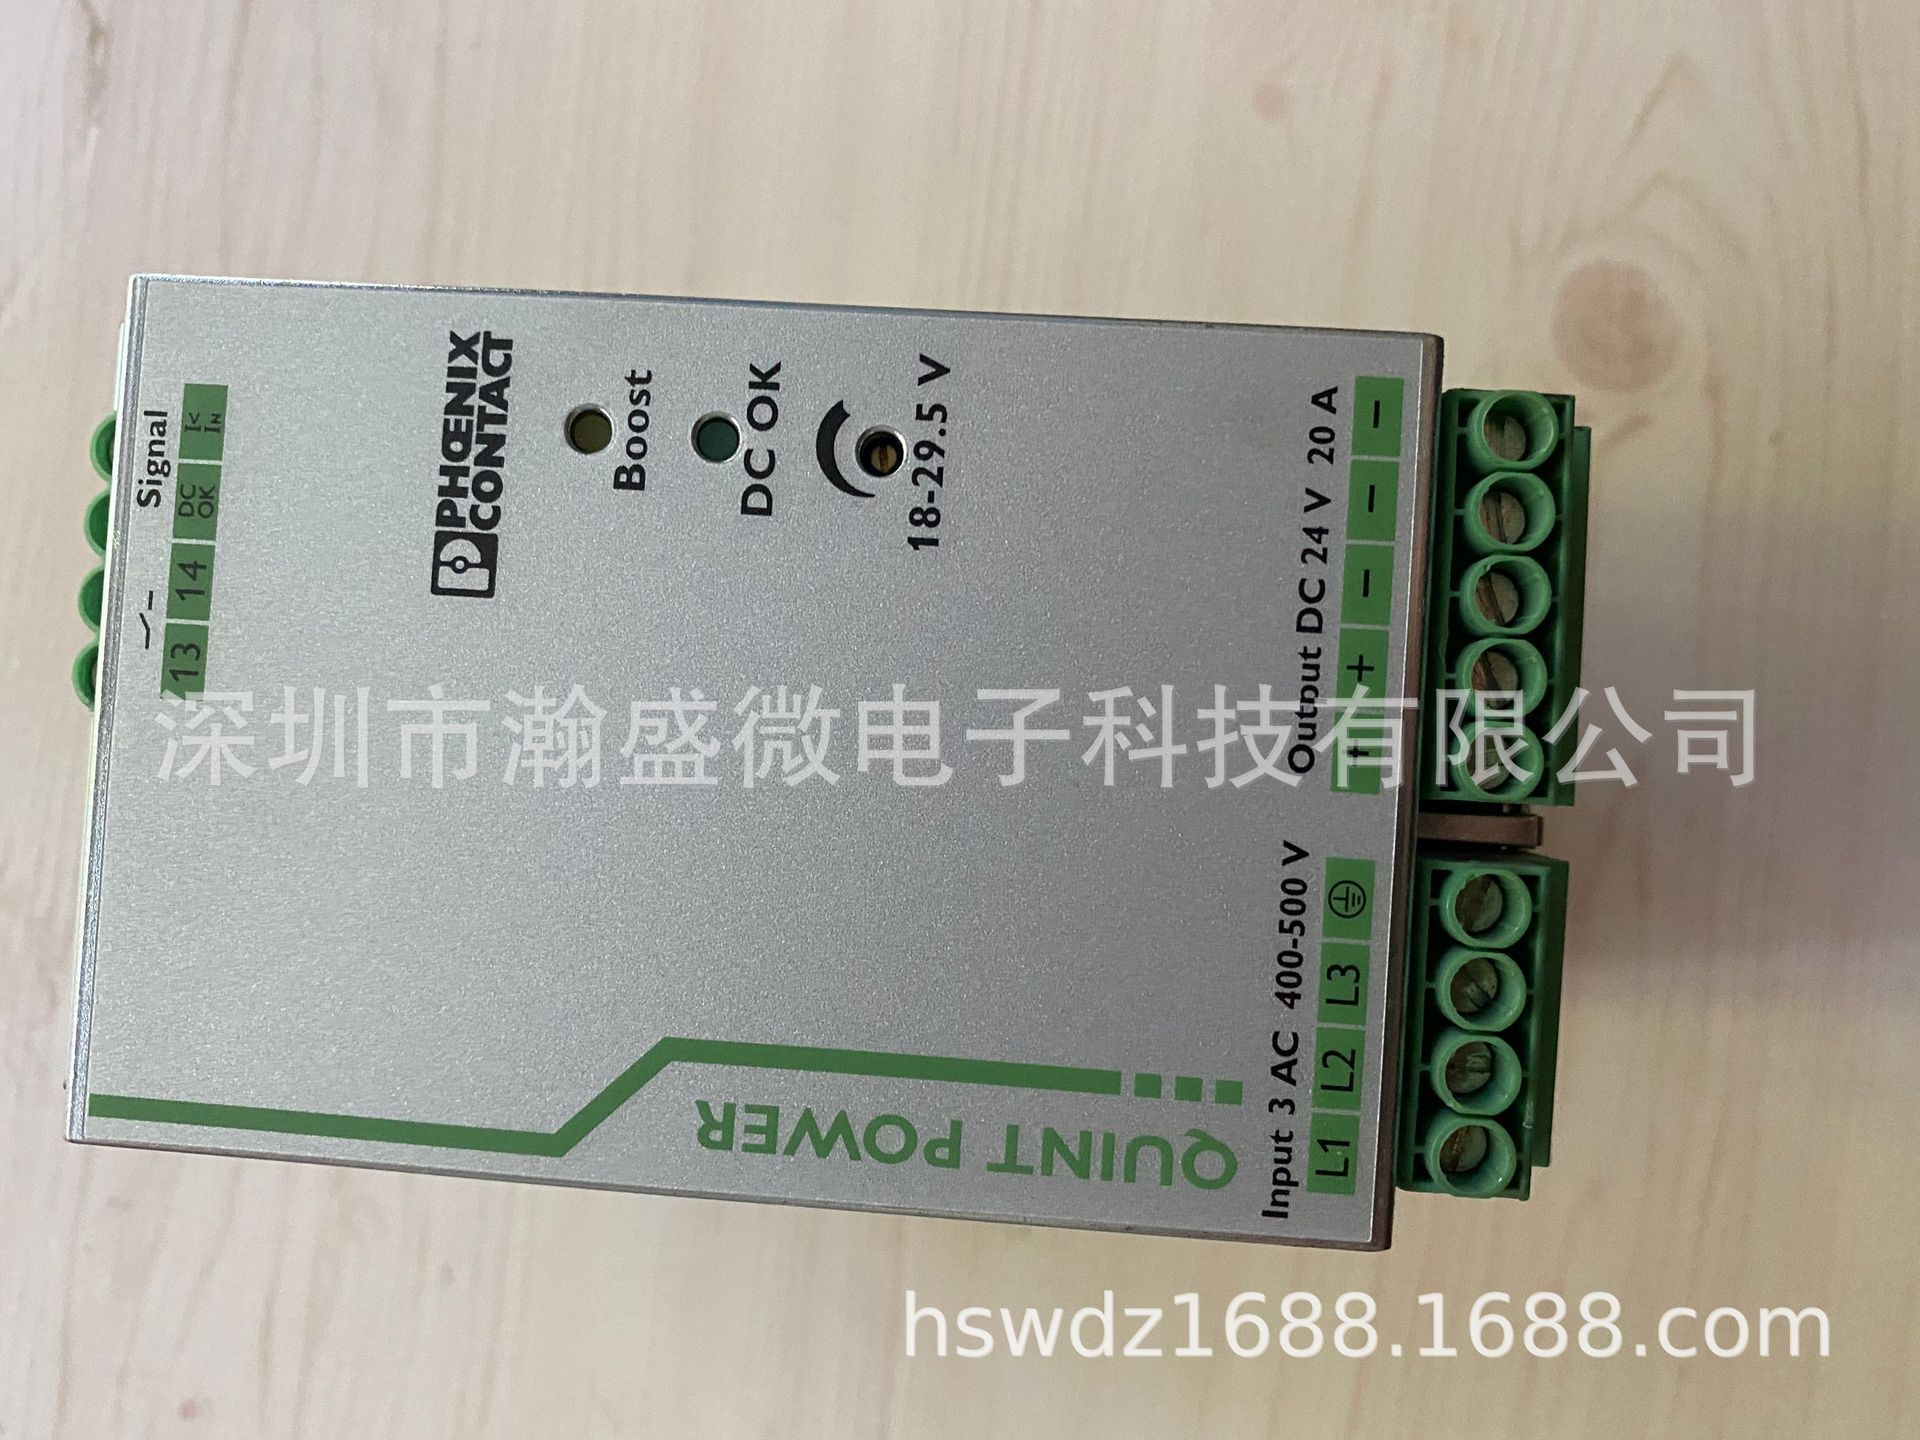 Signal
13 14 DC OK I< IN
PHŒNIX
CONTACT
Boost
DC OK
18-29.5 V
QUINT POWER
Input 3 AC 400-500 V
L1 L2 L3
Output DC 24 V 20 A
+ + − − −
深圳市瀚盛微电子科技有限公司
hswdz1688.1688.com